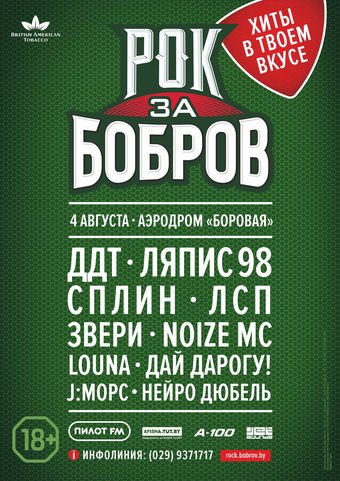 BRITISH AMERICAN
TOBACCO
ХИТЫ
В ТВОЕМ
ВКУСЕ
РОК
ЗА
БОБРОВ
4 АВГУСТА · АЭРОДРОМ «БОРОВАЯ»
ДДТ · ЛЯПИС 98
СПЛИН · ЛСП
ЗВЕРИ · NOIZE MC
LOUNA · ДАЙ ДАРОГУ!
J:МОРС · НЕЙРО ДЮБЕЛЬ
18+
ПИЛОТ FM
AFISHA.TUT.BY
А-100
JET
SOUND
i ИНФОЛИНИЯ: (029) 9371717
rock.bobrov.by